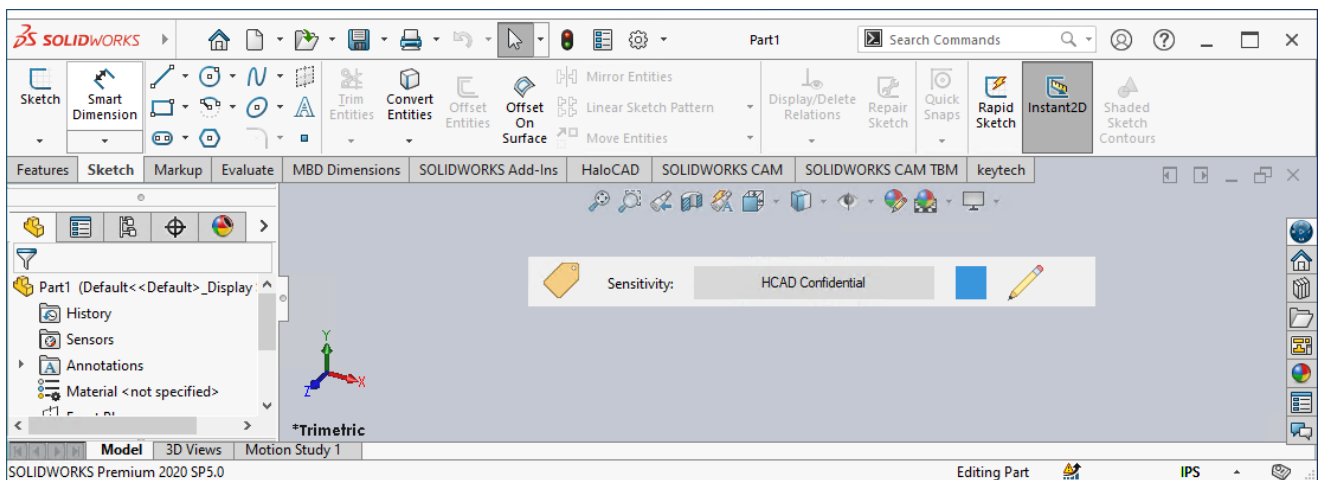 SOLIDWORKS Part1 Search Commands
Sketch Smart Dimension Trim Entities Convert Entities Offset Entities Offset On Surface Mirror Entities Linear Sketch Pattern Move Entities Display/Delete Relations Repair Sketch Quick Snaps Rapid Sketch Instant2D Shaded Sketch Contours
Features Sketch Markup Evaluate MBD Dimensions SOLIDWORKS Add-Ins HaloCAD SOLIDWORKS CAM SOLIDWORKS CAM TBM keytech
Part1 (Default<<Default>_Display
Sensitivity: HCAD Confidential
History
Sensors
Annotations
Material <not specified>
Y
X
Z
*Trimetric
Model 3D Views Motion Study 1
SOLIDWORKS Premium 2020 SP5.0 Editing Part IPS